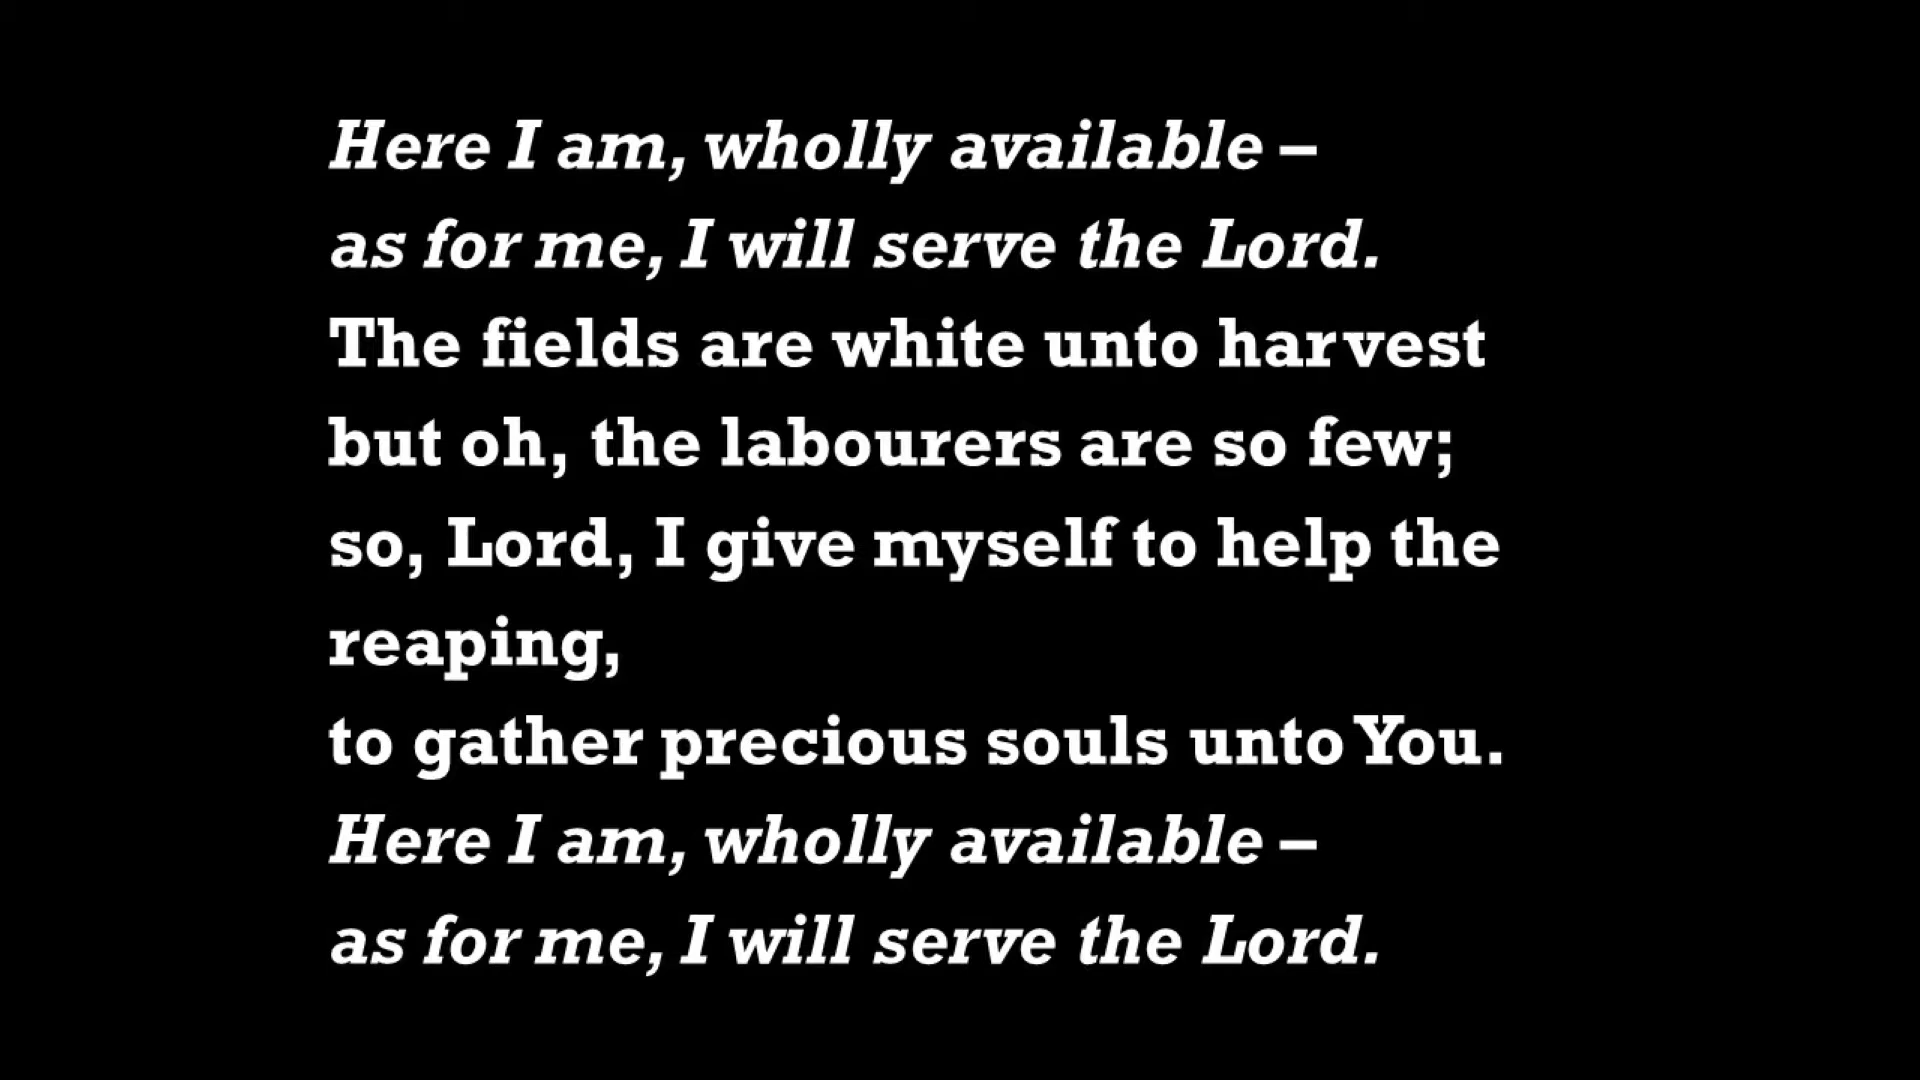 Here I am, wholly available –
as for me, I will serve the Lord.
The fields are white unto harvest
but oh, the labourers are so few;
so, Lord, I give myself to help the
reaping,
to gather precious souls unto You.
Here I am, wholly available –
as for me, I will serve the Lord.